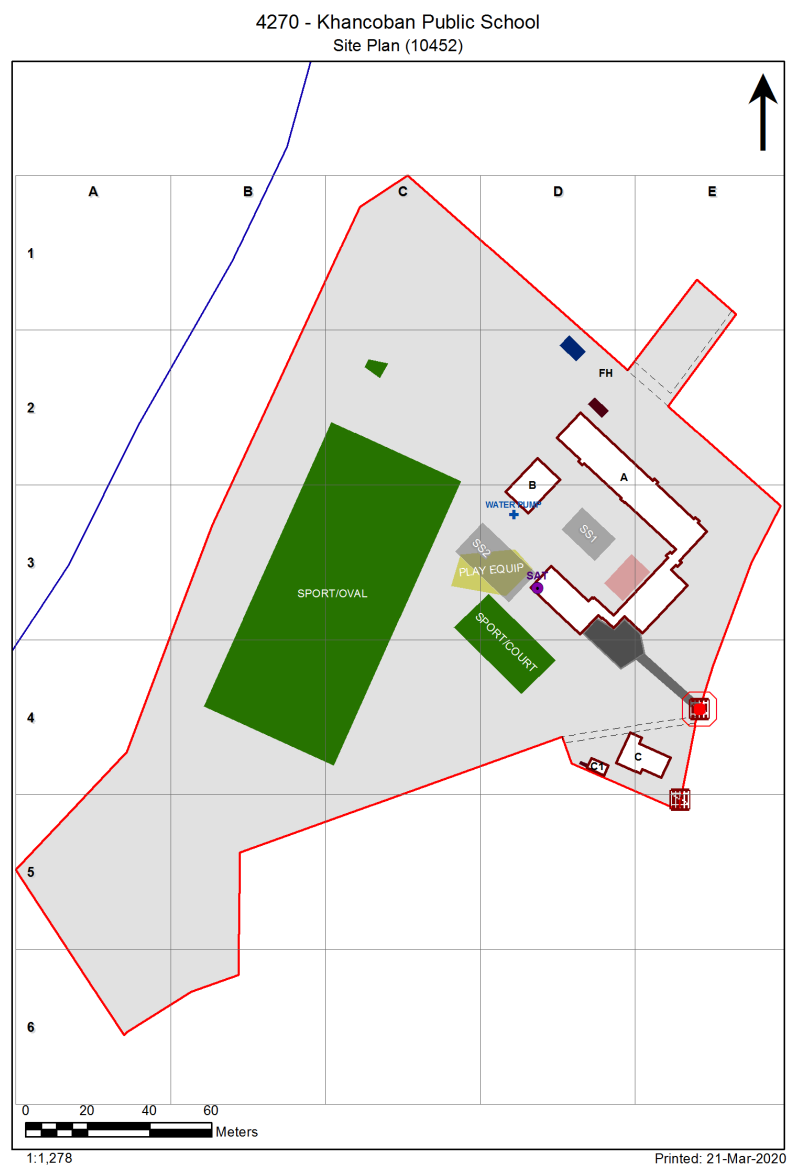 4270 - Khancoban Public School
Site Plan (10452)
A
B
C
D
E
1
FH
2
A
B
WATER PUMP
SS1
SS2
3
PLAY EQUIP
SAT
SPORT/OVAL
SPORT/COURT
4
C
C1
5
6
0 20 40 60
Meters
1:1,278
Printed: 21-Mar-2020